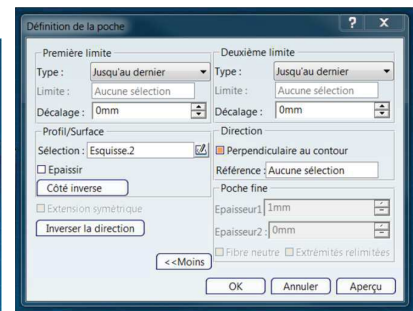 Définition de la poche
Première limite
Type : Jusqu'au dernier
Limite : Aucune sélection
Décalage : 0mm
Profil/Surface
Sélection : Esquisse.2
Epaissir
Côté inverse
Extension symétrique
Inverser la direction
<<Moins
Deuxième limite
Type : Jusqu'au dernier
Limite : Aucune sélection
Décalage : 0mm
Direction
Perpendiculaire au contour
Référence : Aucune sélection
Poche fine
Epaisseur1 1mm
Epaisseur2 : 0mm
Fibre neutre Extrémités relimitées
OK Annuler Aperçu